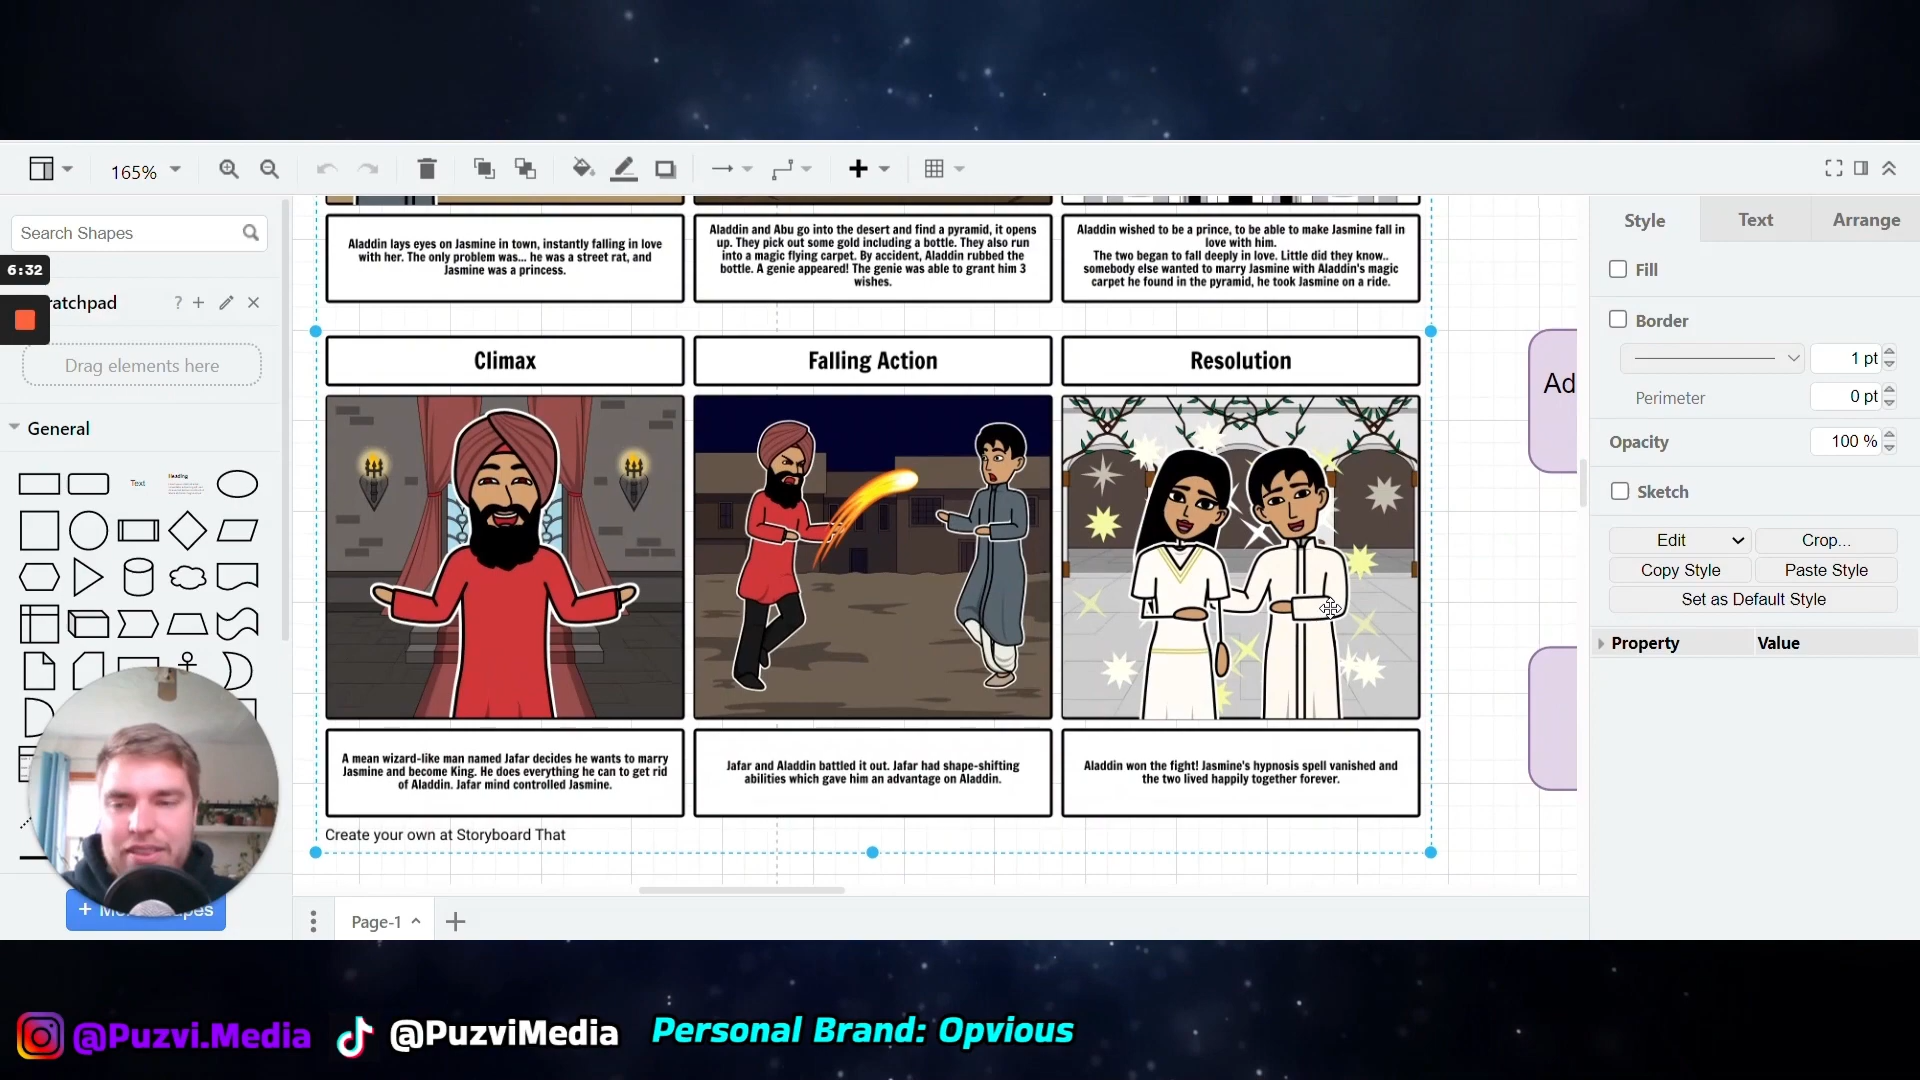 165%
Style
Text
Arrange
Search Shapes
6:32
ratchpad
?
Drag elements here
General
Text
Heading
Aladdin lays eyes on Jasmine in town, instantly falling in love
with her. The only problem was... he was a street rat, and
Jasmine was a princess.
Aladdin and Abu go into the desert and find a pyramid, it opens
up. They pick out some gold including a bottle. They also run
into a magic flying carpet. By accident, Aladdin rubbed the
bottle. A genie appeared! The genie was able to grant him 3
wishes.
Aladdin wished to be a prince, to be able to make Jasmine fall in
love with him.
The two began to fall deeply in love. Little did they know..
somebody else wanted to marry Jasmine with Aladdin's magic
carpet he found in the pyramid, he took Jasmine on a ride.
Climax
Falling Action
Resolution
A mean wizard-like man named Jafar decides he wants to marry
Jasmine and become King. He does everything he can to get rid
of Aladdin. Jafar mind controlled Jasmine.
Jafar and Aladdin battled it out. Jafar had shape-shifting
abilities which gave him an advantage on Aladdin.
Aladdin won the fight! Jasmine's hypnosis spell vanished and
the two lived happily together forever.
Create your own at Storyboard That
Ad
Fill
Border
1 pt
Perimeter
0 pt
Opacity
100 %
Sketch
Edit
Crop...
Copy Style
Paste Style
Set as Default Style
Property
Value
Page-1
@Puzvi.Media
@PuzviMedia
Personal Brand: Opvious